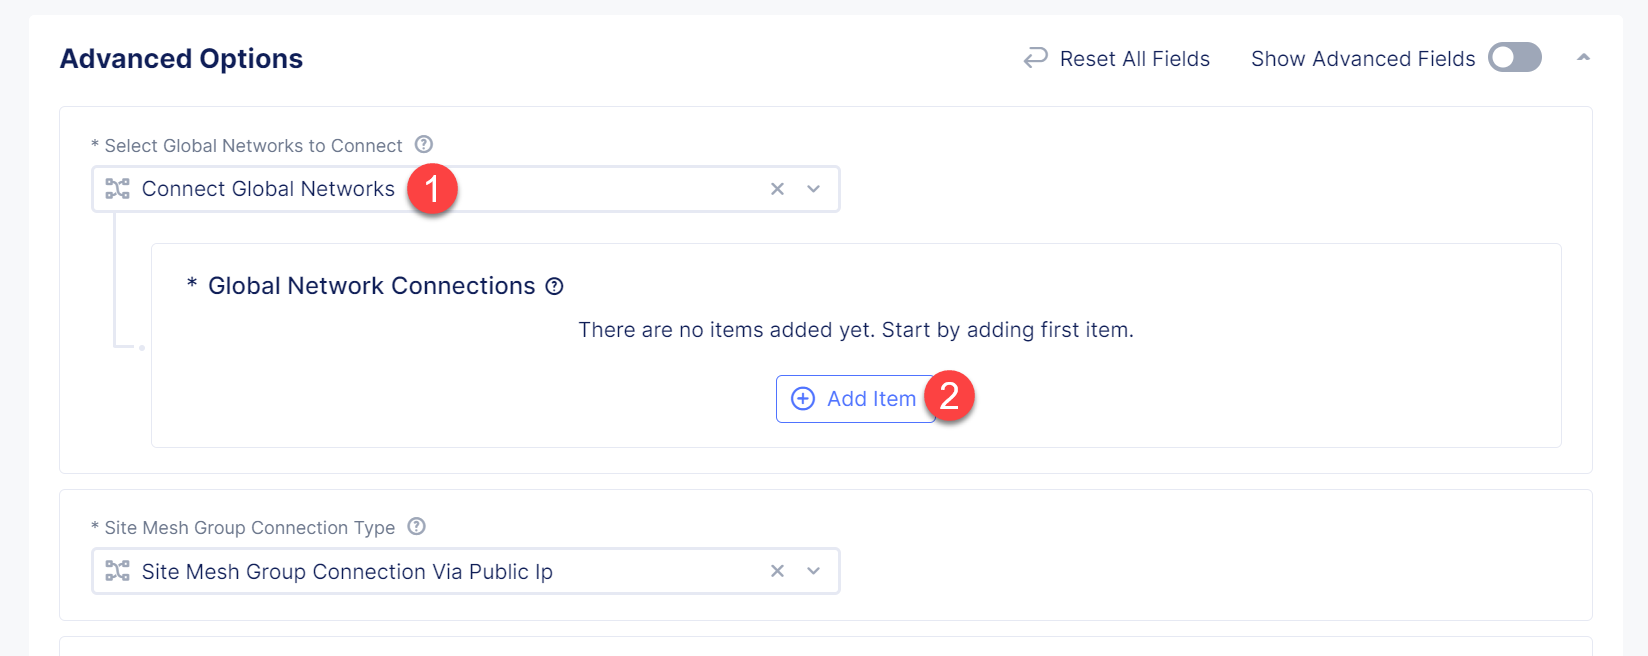 Advanced Options
Reset All Fields
Show Advanced Fields
* Select Global Networks to Connect ?
Connect Global Networks
1
* Global Network Connections ?
There are no items added yet. Start by adding first item.
Add Item
2
* Site Mesh Group Connection Type ?
Site Mesh Group Connection Via Public Ip